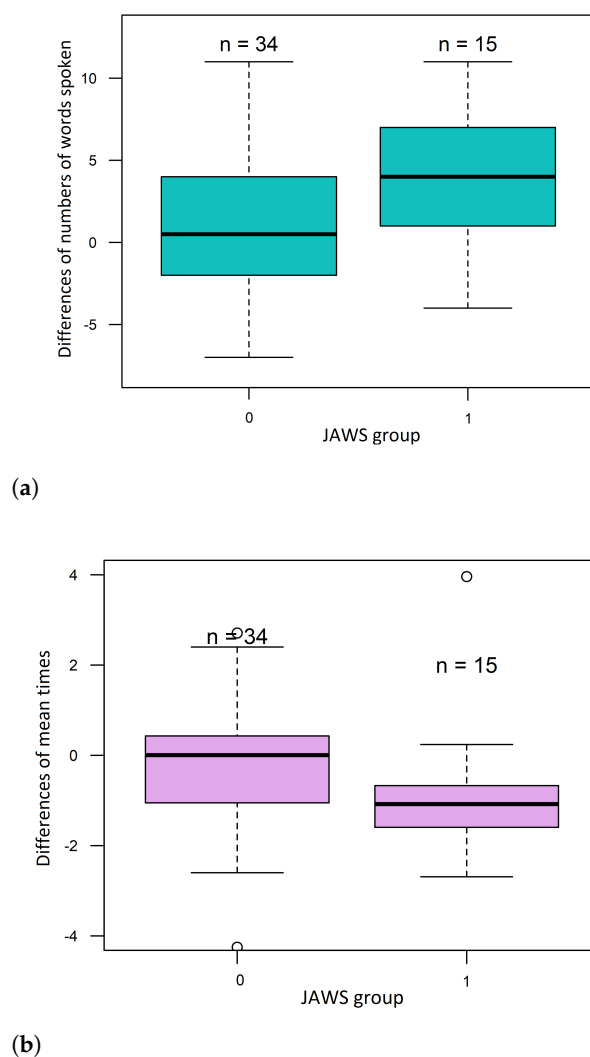 n = 34
n = 15
Differences of numbers of words spoken
10
5
0
-5
0
1
JAWS group
(a)
n = 34
n = 15
Differences of mean times
4
2
0
-2
-4
0
1
JAWS group
(b)